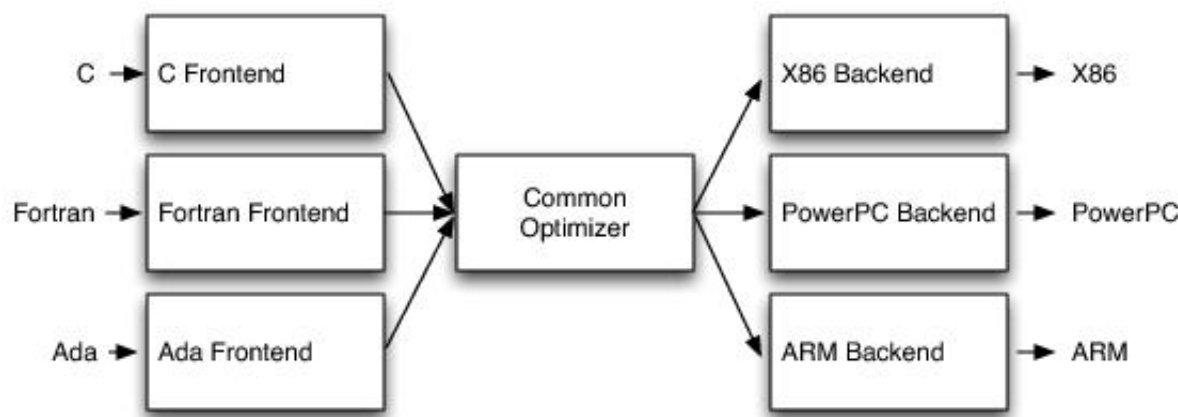 C
C Frontend
X86 Backend
X86
Fortran
Fortran Frontend
Common
Optimizer
PowerPC Backend
PowerPC
Ada
Ada Frontend
ARM Backend
ARM